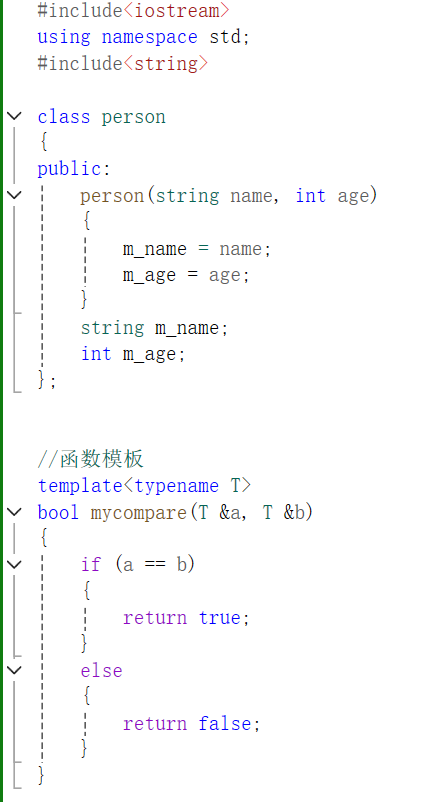 #include<iostream>
using namespace std;
#include<string>
class person
{
public:
person(string name, int age)
{
m_name = name;
m_age = age;
}
string m_name;
int m_age;
};
//函数模板
template<typename T>
bool mycompare(T &a, T &b)
{
if (a == b)
{
return true;
}
else
{
return false;
}
}